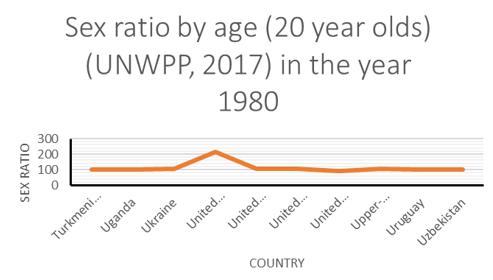 Sex ratio by age (20 year olds)
(UNWPP, 2017) in the year
1980
300
200
100
0
SEX RATIO
Turkmeni...
Uganda
Ukraine
United...
United...
United...
United...
Upper-...
Uruguay
Uzbekistan
COUNTRY